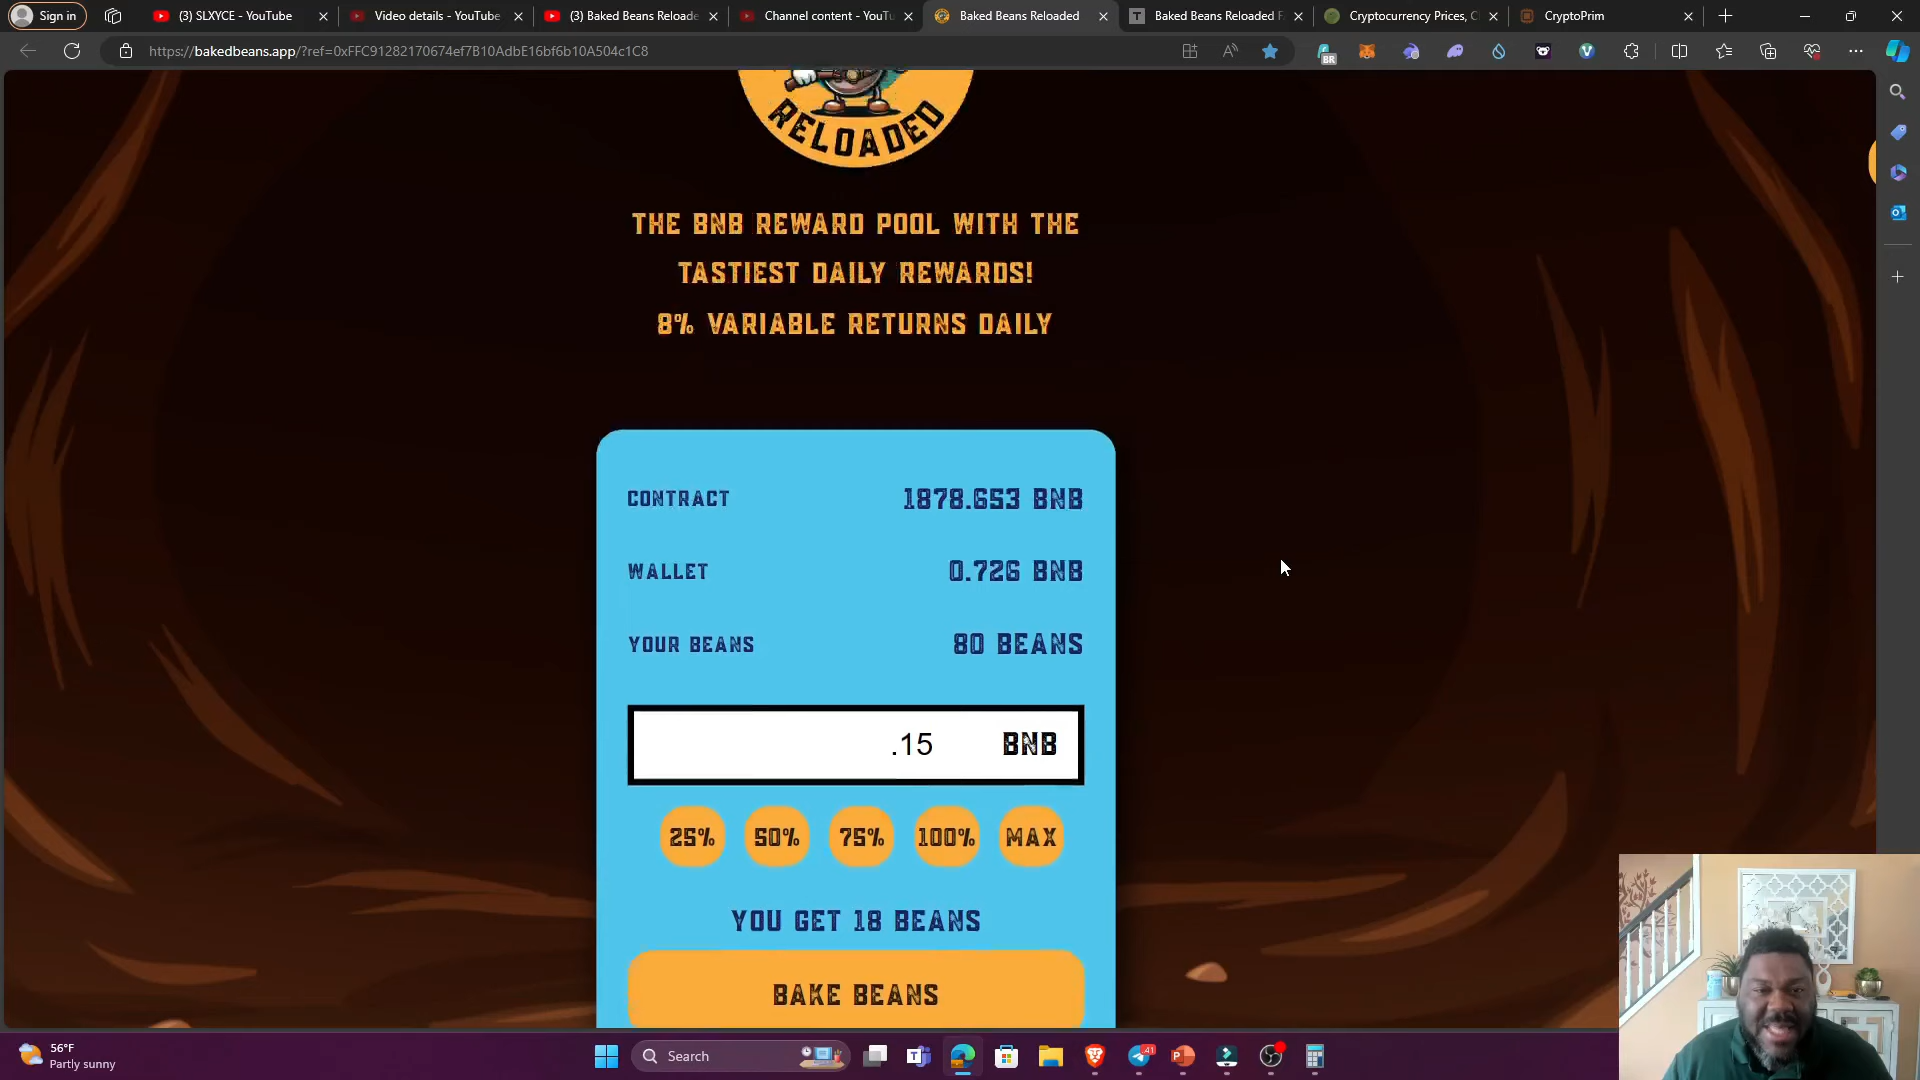 Sign in
(3) SLXYCE - YouTube
Video details - YouTube
(3) Baked Beans Reloade
Channel content - YouTu
Baked Beans Reloaded
Baked Beans Reloaded F
Cryptocurrency Prices, C
CryptoPrim
https://bakedbeans.app/?ref=0xFFC91282170674ef7B10AdbE16bf6b10A504c1C8
BR
RELOADED
THE BNB REWARD POOL WITH THE
TASTIEST DAILY REWARDS!
8% VARIABLE RETURNS DAILY
CONTRACT 1878.653 BNB
WALLET 0.726 BNB
YOUR BEANS 80 BEANS
.15 BNB
25% 50% 75% 100% MAX
YOU GET 18 BEANS
BAKE BEANS
56°F
Partly sunny
Search
41